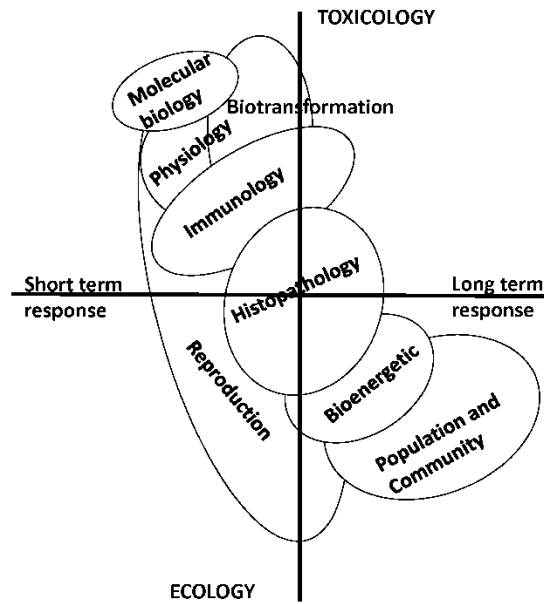 TOXICOLOGY
Molecular
biology
Biotransformation
Physiology
Immunology
Histopathology
Short term
response
Long term
response
Reproduction
Bioenergetic
Population and
Community
ECOLOGY